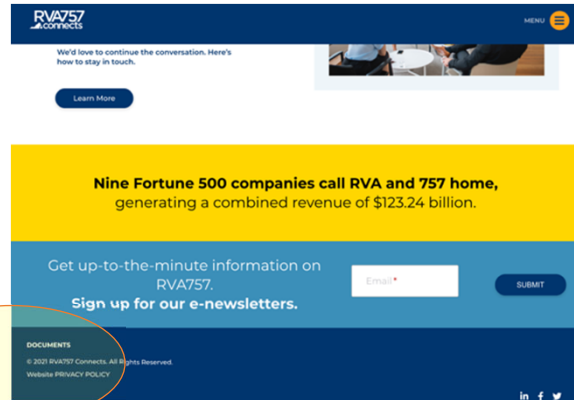 RVA757
connects
MENU
We'd love to continue the conversation. Here's
how to stay in touch.
Learn More
Nine Fortune 500 companies call RVA and 757 home,
generating a combined revenue of $123.24 billion.
Get up-to-the-minute information on
RVA757.
Sign up for our e-newsletters.
Email*
SUBMIT
DOCUMENTS
© 2021 RVA757 Connects. All Rights Reserved.
Website PRIVACY POLICY